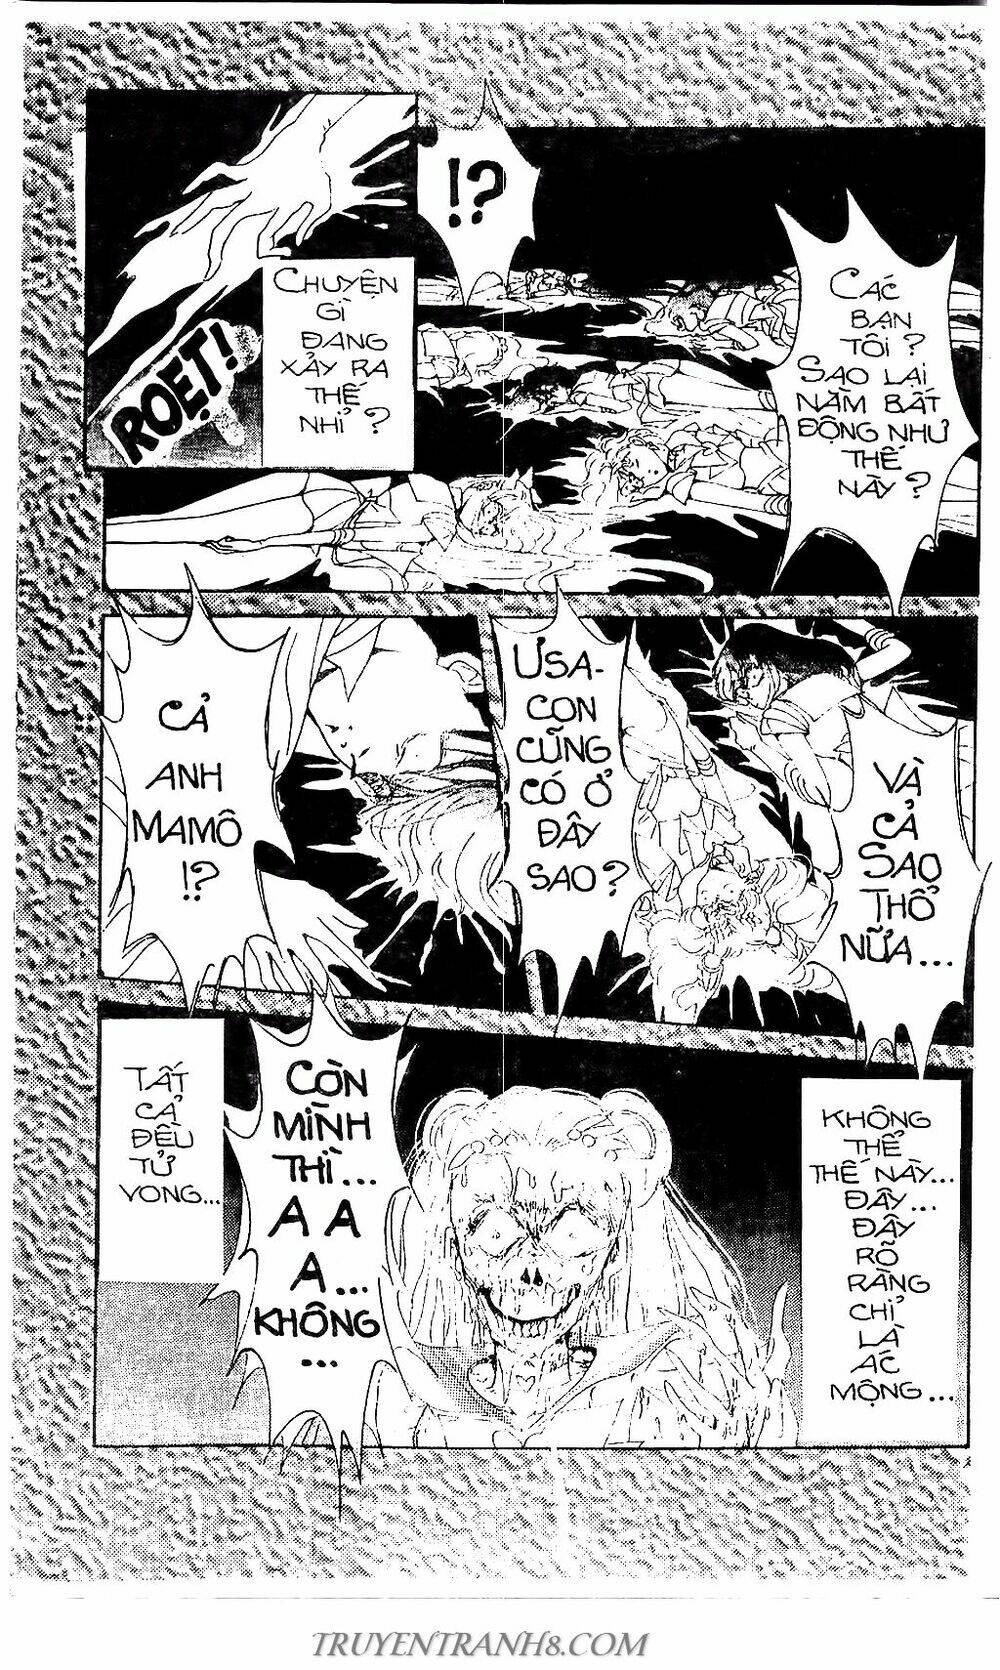 !?
CHUYỆN
GÌ
ĐANG
XẢY RA
THẾ
NHỈ?
ROẸT!
CÁC
BẠN
TÔI?
SAO LẠI
NẰM BẤT
ĐỘNG NHƯ
THẾ
NÀY?
CẢ
ANH
MAMÔ
!?
ƯSA-
CON
CŨNG
CÓ Ở
ĐÂY
SAO?
VÀ
CẢ
SAO
THỔ
NỮA...
TẤT
CẢ
ĐỀU
TỬ
VONG...
CÒN
MÌNH
THÌ...
A A
A...
KHÔNG
...
KHÔNG
THỂ
THẾ NÀY...
ĐÂY...
ĐÂY
RÕ
RÀNG
CHỈ
LÀ
ÁC
MỘNG...
TRUYENTRANH8.COM